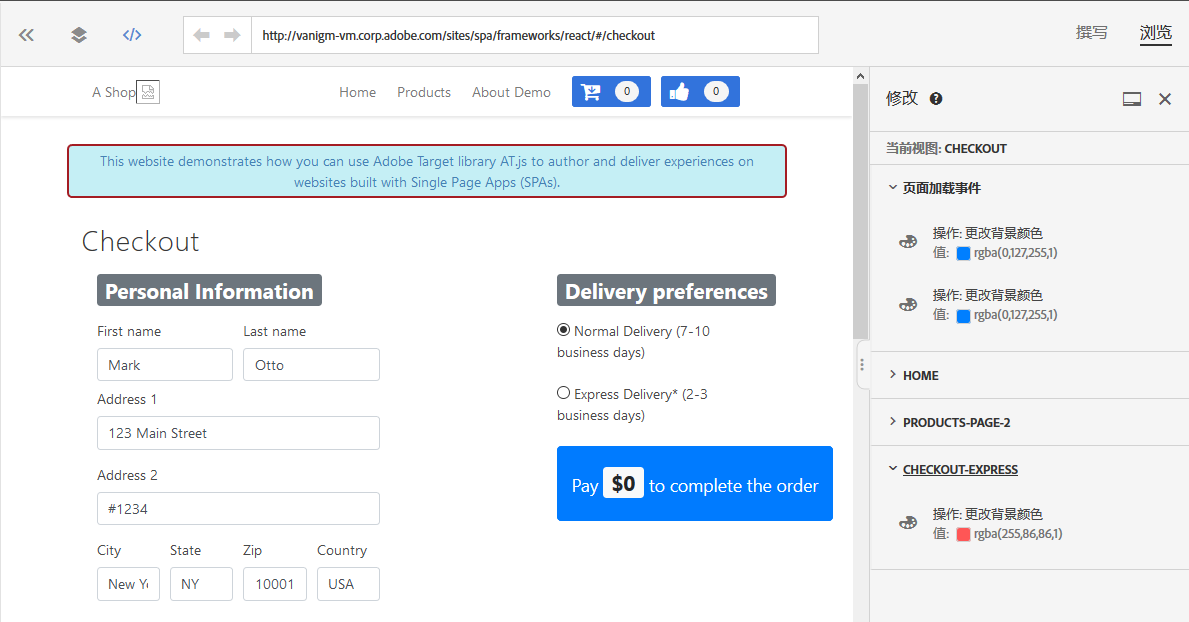 http://vanigm-vm.corp.adobe.com/sites/spa/frameworks/react/#/checkout
撰写 浏览
A Shop Home Products About Demo 0 0
This website demonstrates how you can use Adobe Target library AT.js to author and deliver experiences on
websites built with Single Page Apps (SPAs).
Checkout
Personal Information
First name Last name
Mark Otto
Address 1
123 Main Street
Address 2
#1234
City State Zip Country
New Yo NY 10001 USA
Delivery preferences
Normal Delivery (7-10
business days)
Express Delivery* (2-3
business days)
Pay $0 to complete the order
修改
当前视图: CHECKOUT
页面加载事件
操作: 更改背景颜色
值: rgba(0,127,255,1)
操作: 更改背景颜色
值: rgba(0,127,255,1)
HOME
PRODUCTS-PAGE-2
CHECKOUT-EXPRESS
操作: 更改背景颜色
值: rgba(255,86,86,1)